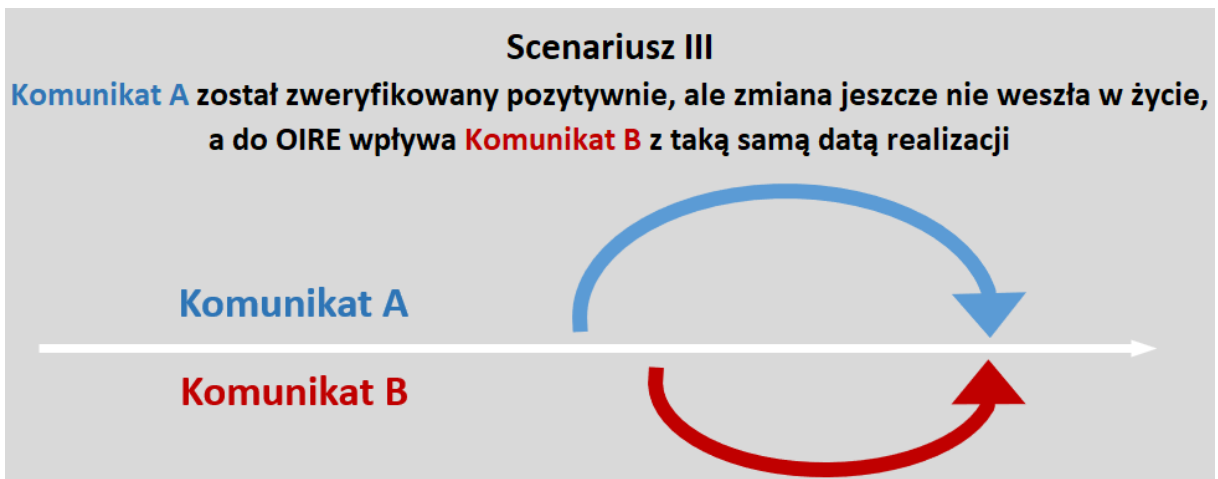 Scenariusz III
Komunikat A został zweryfikowany pozytywnie, ale zmiana jeszcze nie weszła w życie,
a do OIRE wpływa Komunikat B z taką samą datą realizacji
Komunikat A
Komunikat B